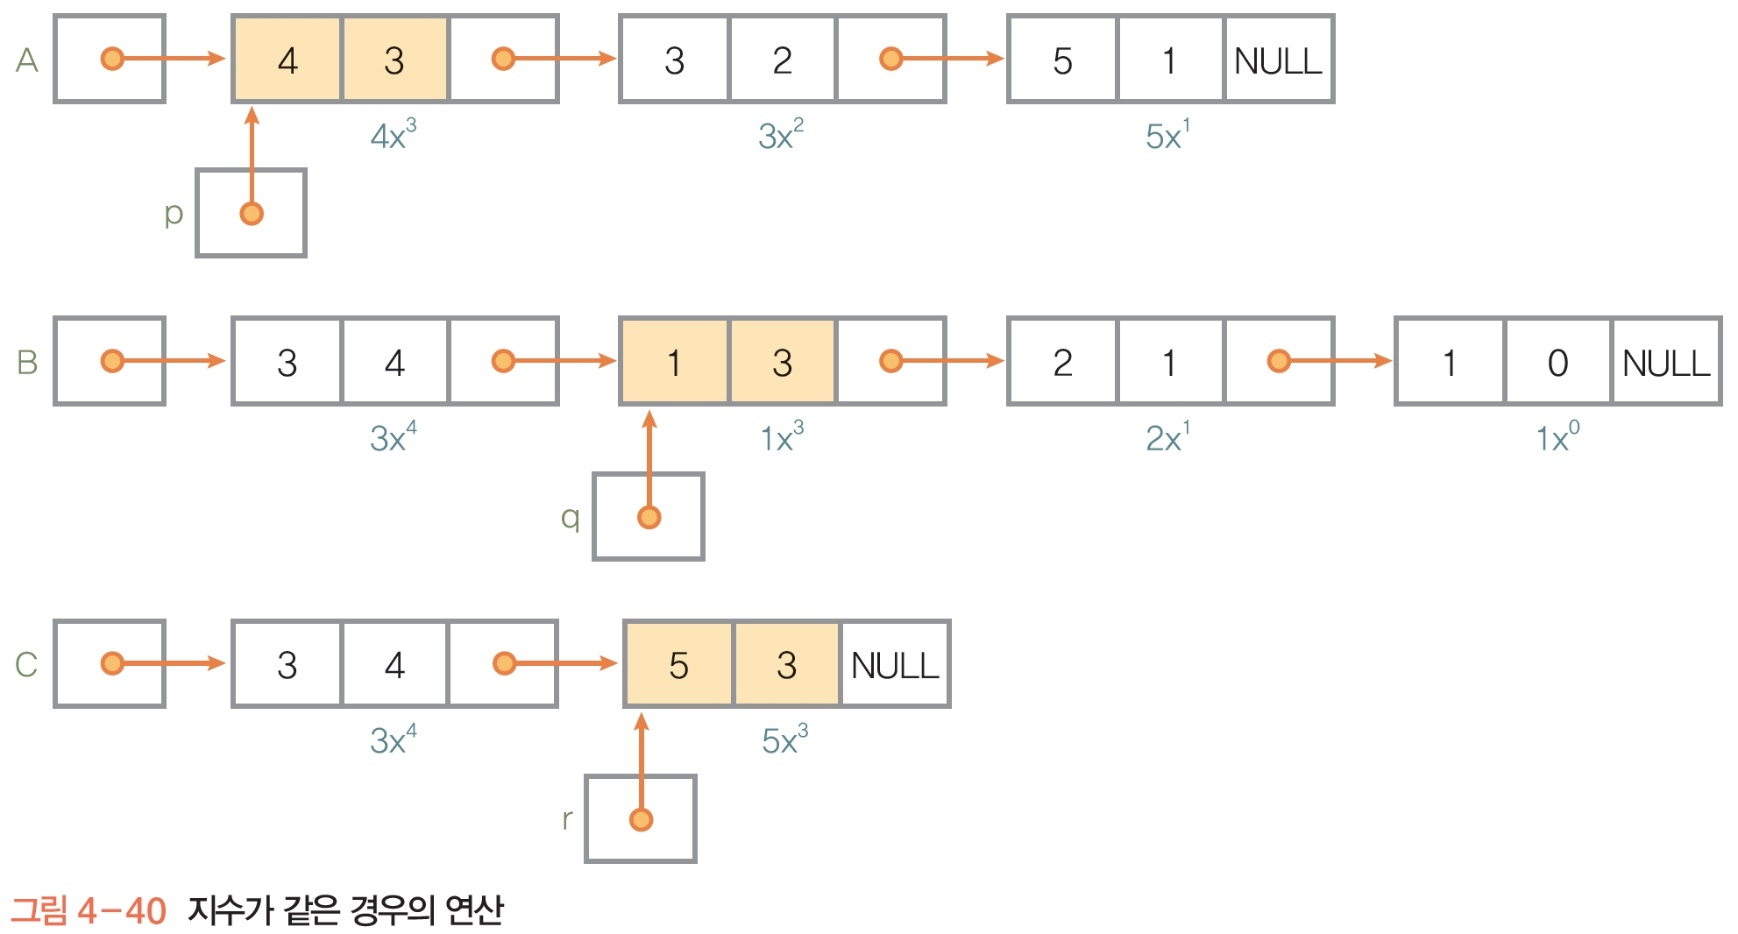 A 4 3 3 2 5 1 NULL
4x³ 3x² 5x¹
p
B 3 4 1 3 2 1 1 0 NULL
3x⁴ 1x³ 2x¹ 1x⁰
q
C 3 4 5 3 NULL
3x⁴ 5x³
r
그림 4-40 지수가 같은 경우의 연산